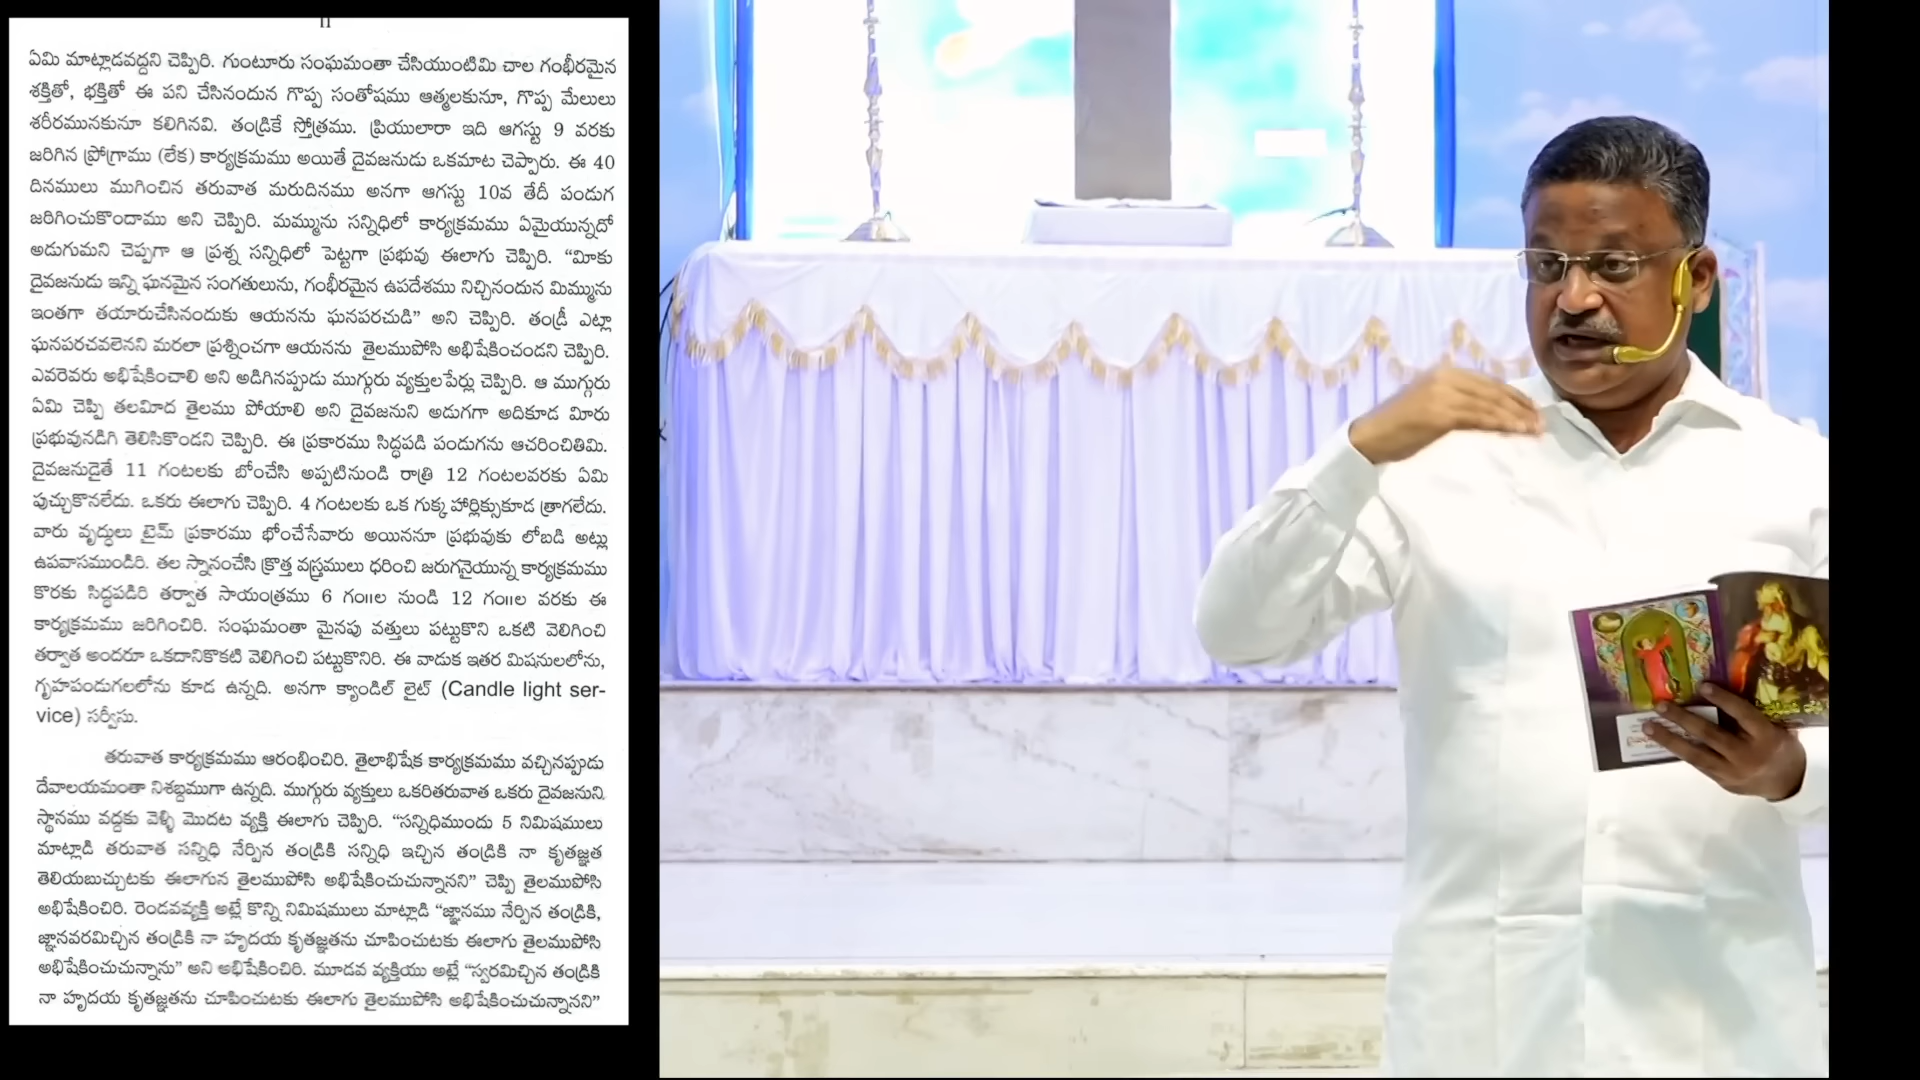 11
ఏమి మాట్లాడవద్దని చెప్పిరి. గుంటూరు సంఘమంతా చేసియుంటిమి చాల గంభీరమైన
శక్తితో, భక్తితో ఈ పని చేసినందున గొప్ప సంతోషము ఆత్మలకునూ, గొప్ప మేలులు
శరీరమునకునూ కలిగినవి. తండ్రికే స్తోత్రము. ప్రియులారా ఇది ఆగస్టు 9 వరకు
జరిగిన ప్రోగ్రాము (లేక) కార్యక్రమము అయితే దైవజనుడు ఒకమాట చెప్పారు. ఈ 40
దినములు ముగించిన తరువాత మరుదినము అనగా ఆగస్టు 10వ తేదీ పండుగ
జరిగించుకొందాము అని చెప్పిరి. మమ్మును సన్నిధిలో కార్యక్రమము ఏమైయున్నదో
అడుగుమని చెప్పగా ఆ ప్రశ్న సన్నిధిలో పెట్టగా ప్రభువు ఈలాగు చెప్పిరి. “మీకు
దైవజనుడు ఇన్ని ఘనమైన సంగతులును, గంభీరమైన ఉపదేశము నిచ్చినందున మిమ్మును
ఇంతగా తయారుచేసినందుకు ఆయనను ఘనపరచుడి” అని చెప్పిరి. తండ్రీ ఎట్లా
ఘనపరచవలెనని మరలా ప్రశ్నించగా ఆయనను తైలముపోసి అభిషేకించండని చెప్పిరి.
ఎవరెవరు అభిషేకించాలి అని అడిగినప్పుడు ముగ్గురు వ్యక్తులపేర్లు చెప్పిరి. ఆ ముగ్గురు
ఏమి చెప్పి తలమీద తైలము పోయాలి అని దైవజనుని అడుగగా అదికూడ మీరు
ప్రభువునడిగి తెలిసికొండని చెప్పిరి. ఈ ప్రకారము సిద్ధపడి పండుగను ఆచరించితిమి.
దైవజనుడైతే 11 గంటలకు బోంచేసి అప్పటినుండి రాత్రి 12 గంటలవరకు ఏమి
పుచ్చుకొనలేదు. ఒకరు ఈలాగు చెప్పిరి. 4 గంటలకు ఒక గుక్క హార్లిక్సుకూడ త్రాగలేదు.
వారు వృద్ధులు టైమ్ ప్రకారము భోంచేసేవారు అయిననూ ప్రభువుకు లోబడి అట్లు
ఉపవాసముండిరి. తల స్నానంచేసి క్రొత్త వస్త్రములు ధరించి జరుగనైయున్న కార్యక్రమము
కొరకు సిద్ధపడిరి తర్వాత సాయంత్రము 6 గం॥ల నుండి 12 గం॥ల వరకు ఈ
కార్యక్రమము జరిగించిరి. సంఘమంతా మైనపు వత్తులు పట్టుకొని ఒకటి వెలిగించి
తర్వాత అందరూ ఒకదానికొకటి వెలిగించి పట్టుకొనిరి. ఈ వాడుక ఇతర మిషనులలోను,
గృహపండుగలలోను కూడ ఉన్నది. అనగా క్యాండిల్ లైట్ (Candle light ser-
vice) సర్వీసు.
తరువాత కార్యక్రమము ఆరంభించిరి. తైలాభిషేక కార్యక్రమము వచ్చినప్పుడు
దేవాలయమంతా నిశబ్దముగా ఉన్నది. ముగ్గురు వ్యక్తులు ఒకరితరువాత ఒకరు దైవజనుని
స్థానము వద్దకు వెళ్ళి మొదట వ్యక్తి ఈలాగు చెప్పిరి. “సన్నిధిముందు 5 నిమిషములు
మాట్లాడి తరువాత సన్నిధి నేర్పిన తండ్రికి సన్నిధి ఇచ్చిన తండ్రికి నా కృతజ్ఞత
తెలియబుచ్చుటకు ఈలాగున తైలముపోసి అభిషేకించుచున్నానని” చెప్పి తైలముపోసి
అభిషేకించిరి. రెండవవ్యక్తి అట్లే కొన్ని నిమిషములు మాట్లాడి “జ్ఞానము నేర్పిన తండ్రికి,
జ్ఞానవరమిచ్చిన తండ్రికి నా హృదయ కృతజ్ఞతను చూపించుటకు ఈలాగు తైలముపోసి
అభిషేకించుచున్నాను” అని అభిషేకించిరి. మూడవ వ్యక్తియు అట్లే “స్వరమిచ్చిన తండ్రికి
నా హృదయ కృతజ్ఞతను చూపించుటకు ఈలాగు తైలముపోసి అభిషేకించుచున్నానని”